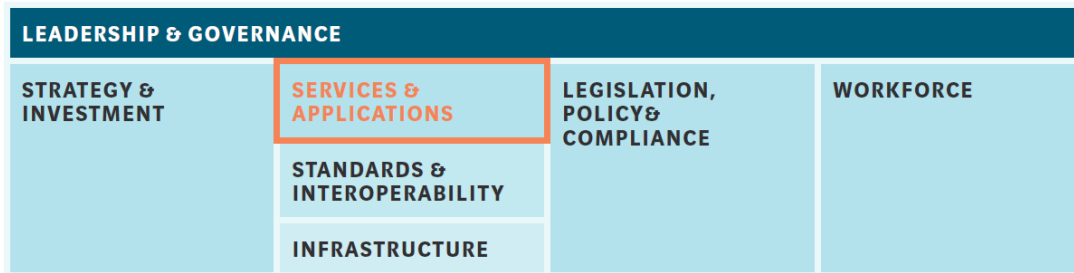 LEADERSHIP & GOVERNANCE
STRATEGY &
INVESTMENT
SERVICES &
APPLICATIONS
STANDARDS &
INTEROPERABILITY
INFRASTRUCTURE
LEGISLATION,
POLICY&
COMPLIANCE
WORKFORCE